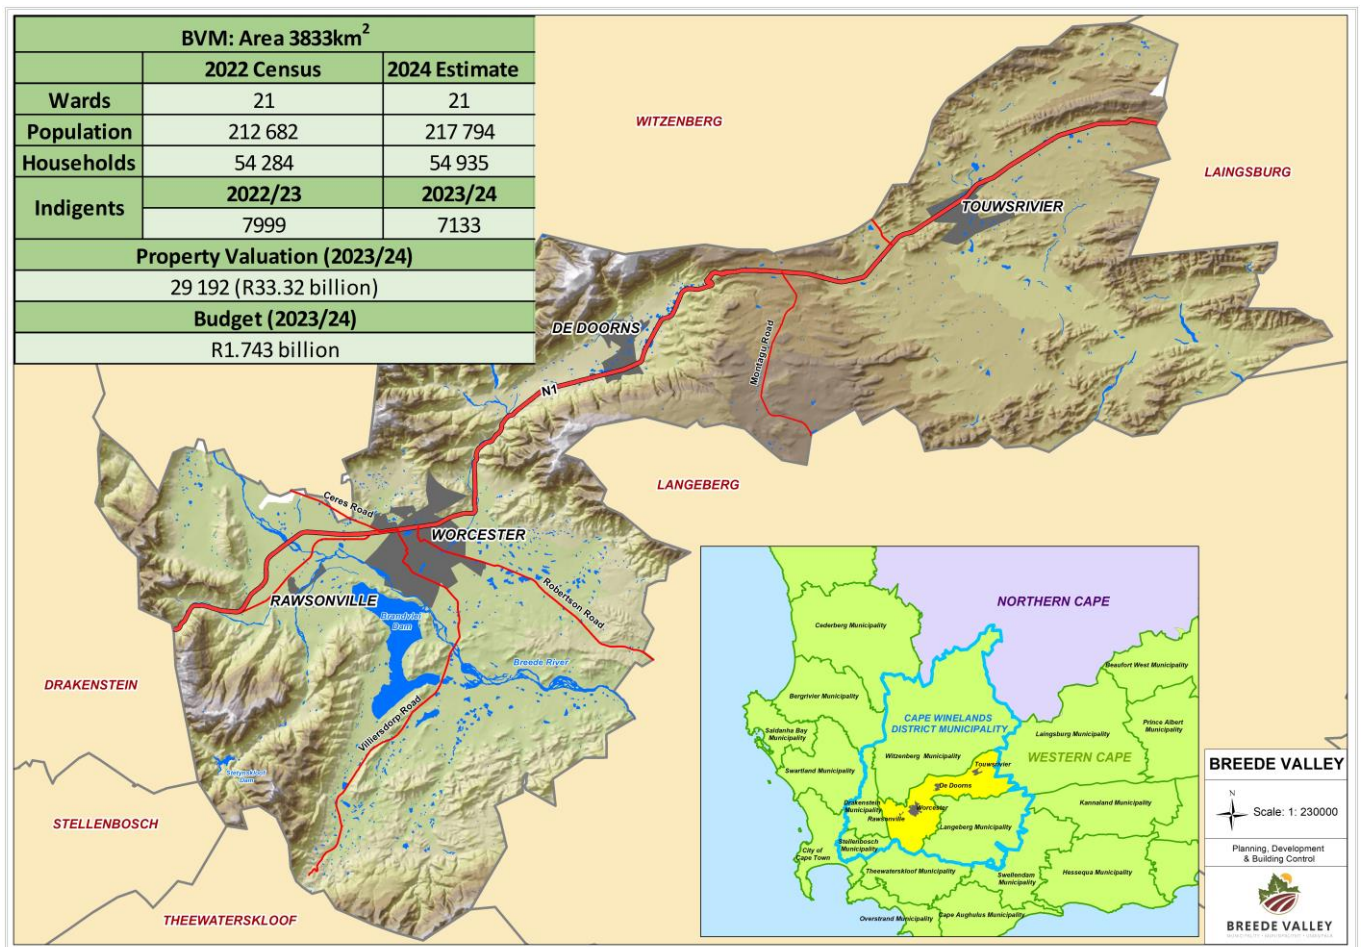 BVM: Area 3833km²
2022 Census 2024 Estimate
Wards 21 21
Population 212 682 217 794
Households 54 284 54 935
Indigents 2022/23 2023/24
7999 7133
Property Valuation (2023/24)
29 192 (R33.32 billion)
Budget (2023/24)
R1.743 billion
WITZENBERG
LAINGSBURG
TOUWSRIVIER
DE DOORNS
Montagu Road
N1
LANGEBERG
Ceres Road
WORCESTER
RAWSONVILLE
Robertson Road
Brandvlei
Dam
Breede River
DRAKENSTEIN
Villiersdorp Road
Dam
STELLENBOSCH
THEEWATERSKLOOF
NORTHERN CAPE
Cederberg Municipality
Beaufort West Municipality
Bergrivier Municipality
CAPE WINELANDS
DISTRICT MUNICIPALITY
Prince Albert
Municipality
Saldanha Bay
Municipality
Laingsburg Municipality
WESTERN CAPE
Witzenberg Municipality
Touwsrivier
Swartland Municipality
De Doorns
Drakenstein
Municipality
Worcester
Rawsonville
Kannaland Municipality
Langeberg Municipality
Stellenbosch
Municipality
City of
Cape Town
Theewaterskloof Municipality
Swellendam
Municipality
Hessequa Municipality
Overstrand Municipality
Cape Aughulus Municipality
BREEDE VALLEY
N
Scale: 1: 230000
Planning, Development
& Building Control
BREEDE VALLEY